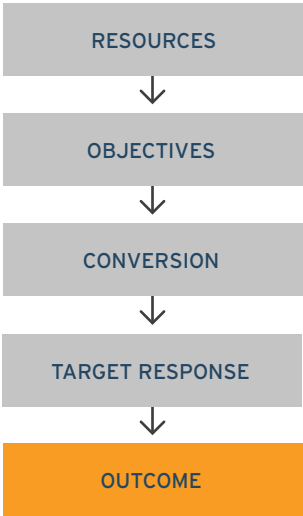 RESOURCES
OBJECTIVES
CONVERSION
TARGET RESPONSE
OUTCOME